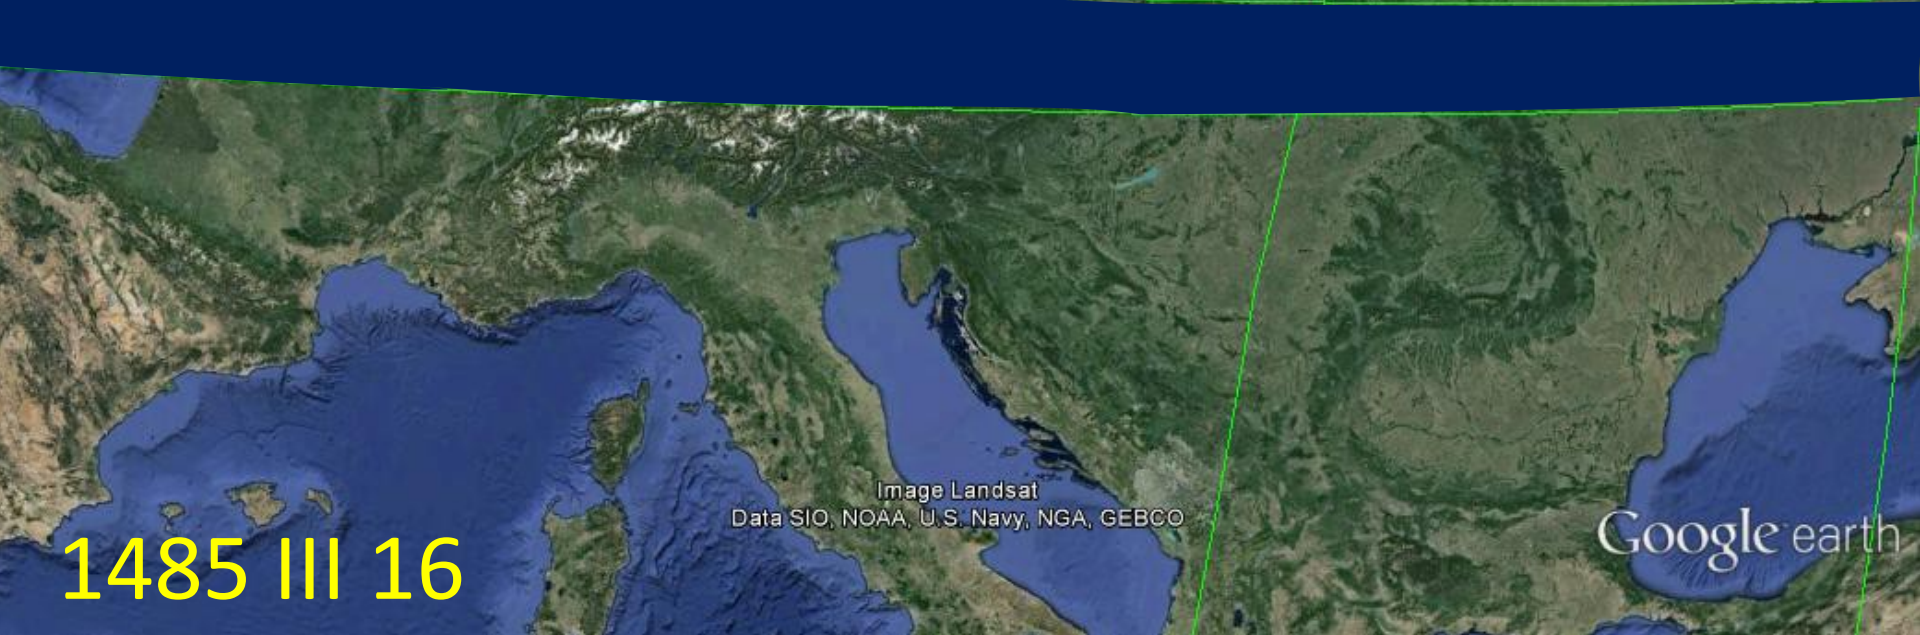 Image Landsat
Data SIO, NOAA, U.S. Navy, NGA, GEBCO
Google earth
1485 III 16